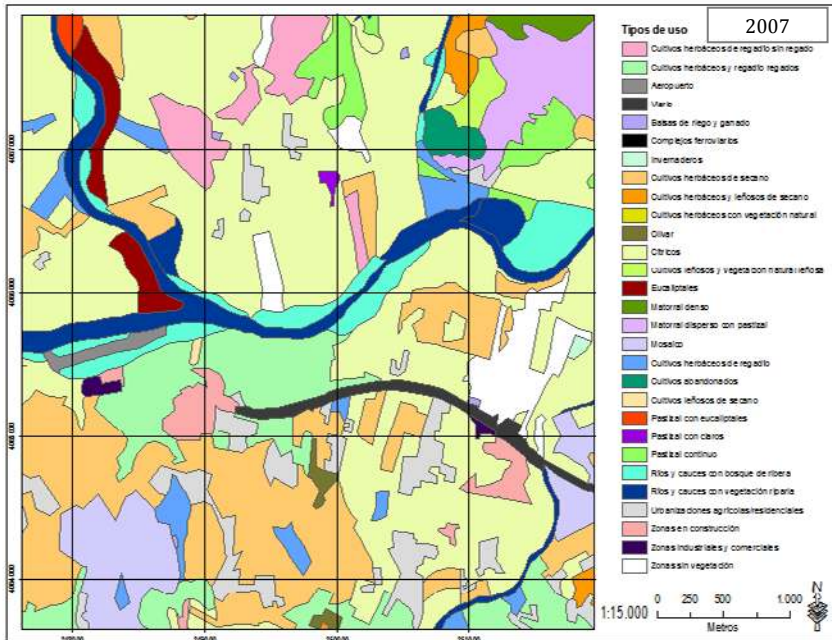 2007
Tipos de uso
Cultivos herbáceos de regadío sin regado
Cultivos herbáceos y regadío regados
Aeropuerto
Viario
Balsas de riego y ganado
Complejos ferroviarios
Invernaderos
Cultivos herbáceos de secano
Cultivos herbáceos y leñosos de secano
Cultivos herbáceos con vegetación natural
Olivar
Cítricos
Cultivos leñosos y vegetación natural leñosa
Eucaliptales
Matorral denso
Matorral disperso con pastizal
Mosaico
Cultivos herbáceos de regadío
Cultivos abandonados
Cultivos leñosos de secano
Pastizal con eucaliptales
Pastizal con claros
Pastizal continuo
Ríos y cauces con bosque de ribera
Ríos y cauces con vegetación riparia
Urbanizaciones agrícolas/residenciales
Zonas en construcción
Zonas industriales y comerciales
Zonas sin vegetación
4007000
4006000
4005000
4004000
N
1:15.000
0 250 500 1.000
Metros